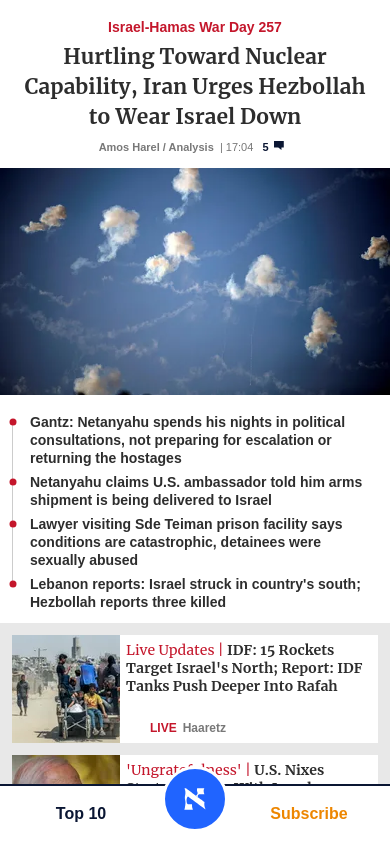 Israel-Hamas War Day 257
Hurtling Toward Nuclear
Capability, Iran Urges Hezbollah
to Wear Israel Down
Amos Harel / Analysis | 17:04 5
Gantz: Netanyahu spends his nights in political
consultations, not preparing for escalation or
returning the hostages
Netanyahu claims U.S. ambassador told him arms
shipment is being delivered to Israel
Lawyer visiting Sde Teiman prison facility says
conditions are catastrophic, detainees were
sexually abused
Lebanon reports: Israel struck in country's south;
Hezbollah reports three killed
Live Updates | IDF: 15 Rockets
Target Israel's North; Report: IDF
Tanks Push Deeper Into Rafah
LIVE Haaretz
| U.S. Nixes
Top 10
Subscribe